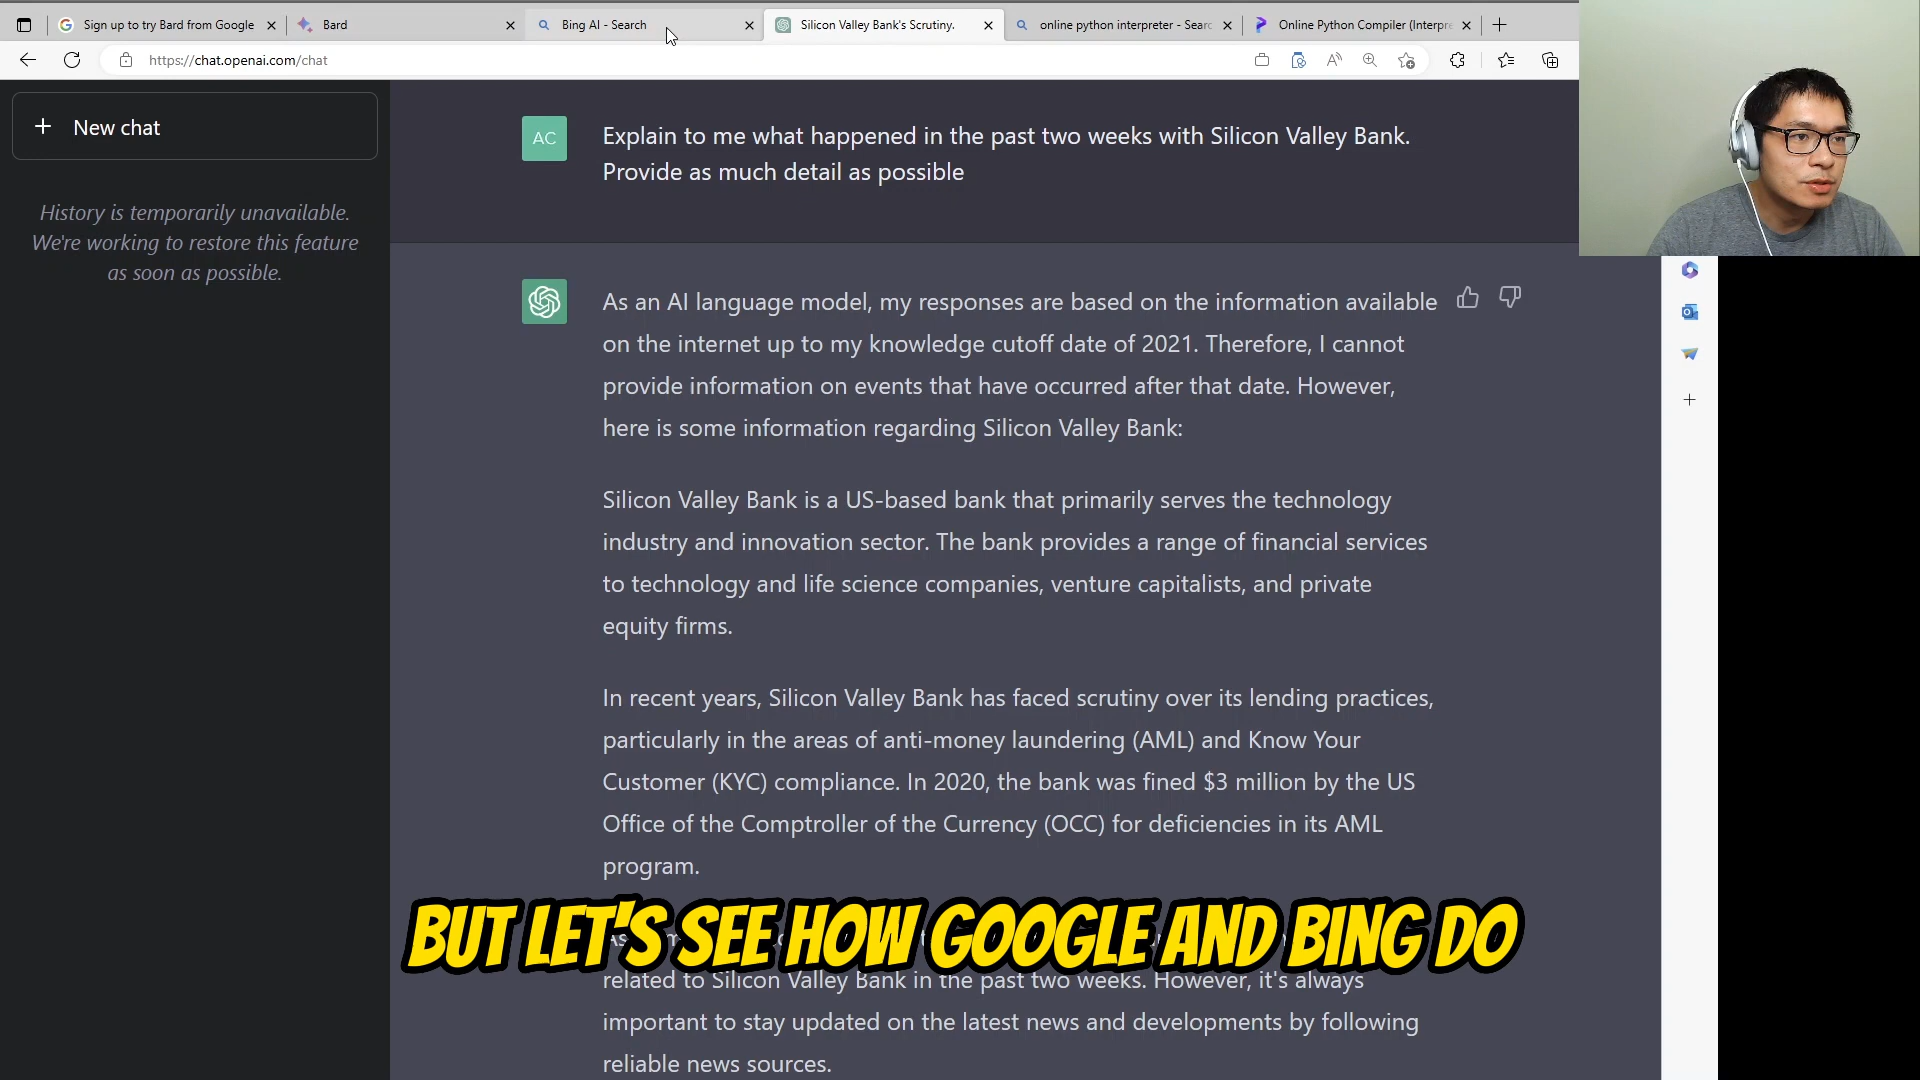 Sign up to try Bard from Google
Bard
Bing AI - Search
Silicon Valley Bank's Scrutiny.
online python interpreter - Searc
Online Python Compiler (Interpre
https://chat.openai.com/chat
New chat
History is temporarily unavailable.
We're working to restore this feature
as soon as possible.
AC
Explain to me what happened in the past two weeks with Silicon Valley Bank.
Provide as much detail as possible
As an AI language model, my responses are based on the information available
on the internet up to my knowledge cutoff date of 2021. Therefore, I cannot
provide information on events that have occurred after that date. However,
here is some information regarding Silicon Valley Bank:
Silicon Valley Bank is a US-based bank that primarily serves the technology
industry and innovation sector. The bank provides a range of financial services
to technology and life science companies, venture capitalists, and private
equity firms.
In recent years, Silicon Valley Bank has faced scrutiny over its lending practices,
particularly in the areas of anti-money laundering (AML) and Know Your
Customer (KYC) compliance. In 2020, the bank was fined $3 million by the US
Office of the Comptroller of the Currency (OCC) for deficiencies in its AML
program.
BUT LET'S SEE HOW GOOGLE AND BING DO
related to Silicon Valley Bank in the past two weeks. However, it's always
important to stay updated on the latest news and developments by following
reliable news sources.